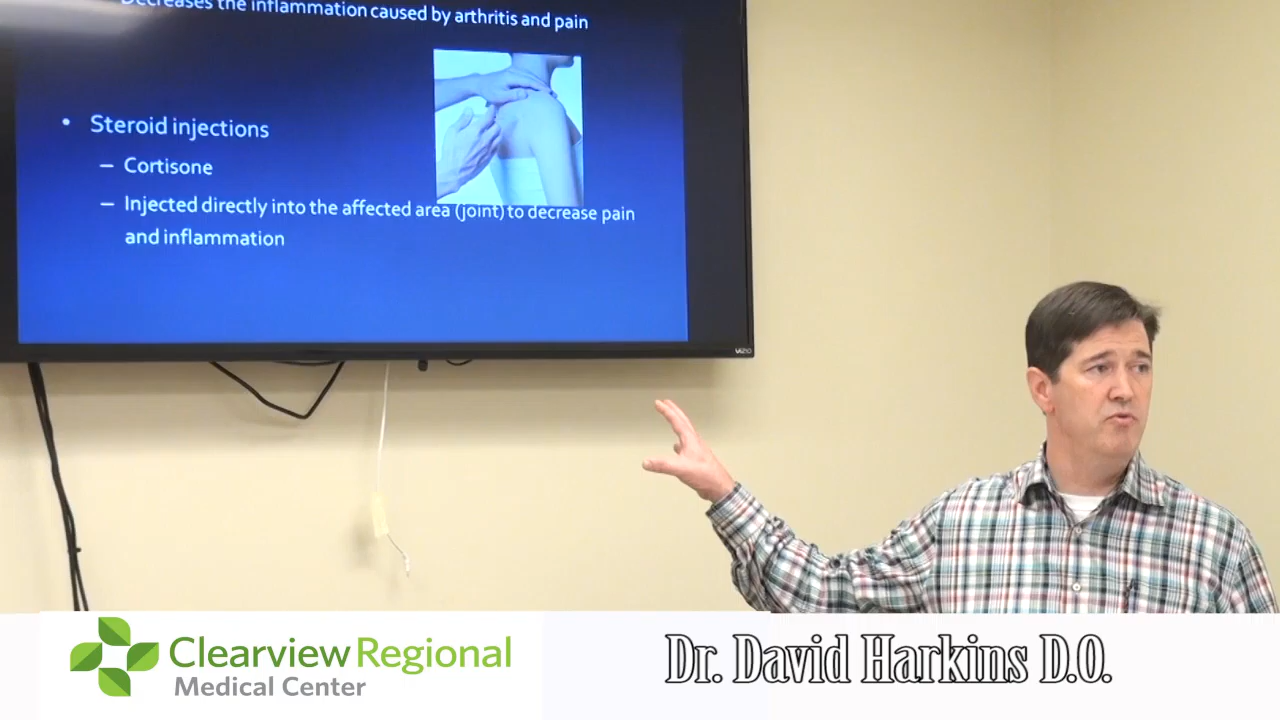 Decreases the inflammation caused by arthritis and pain
• Steroid injections
– Cortisone
– Injected directly into the affected area (joint) to decrease pain
and inflammation
VIZIO
Clearview Regional
Medical Center
Dr. David Harkins D.O.